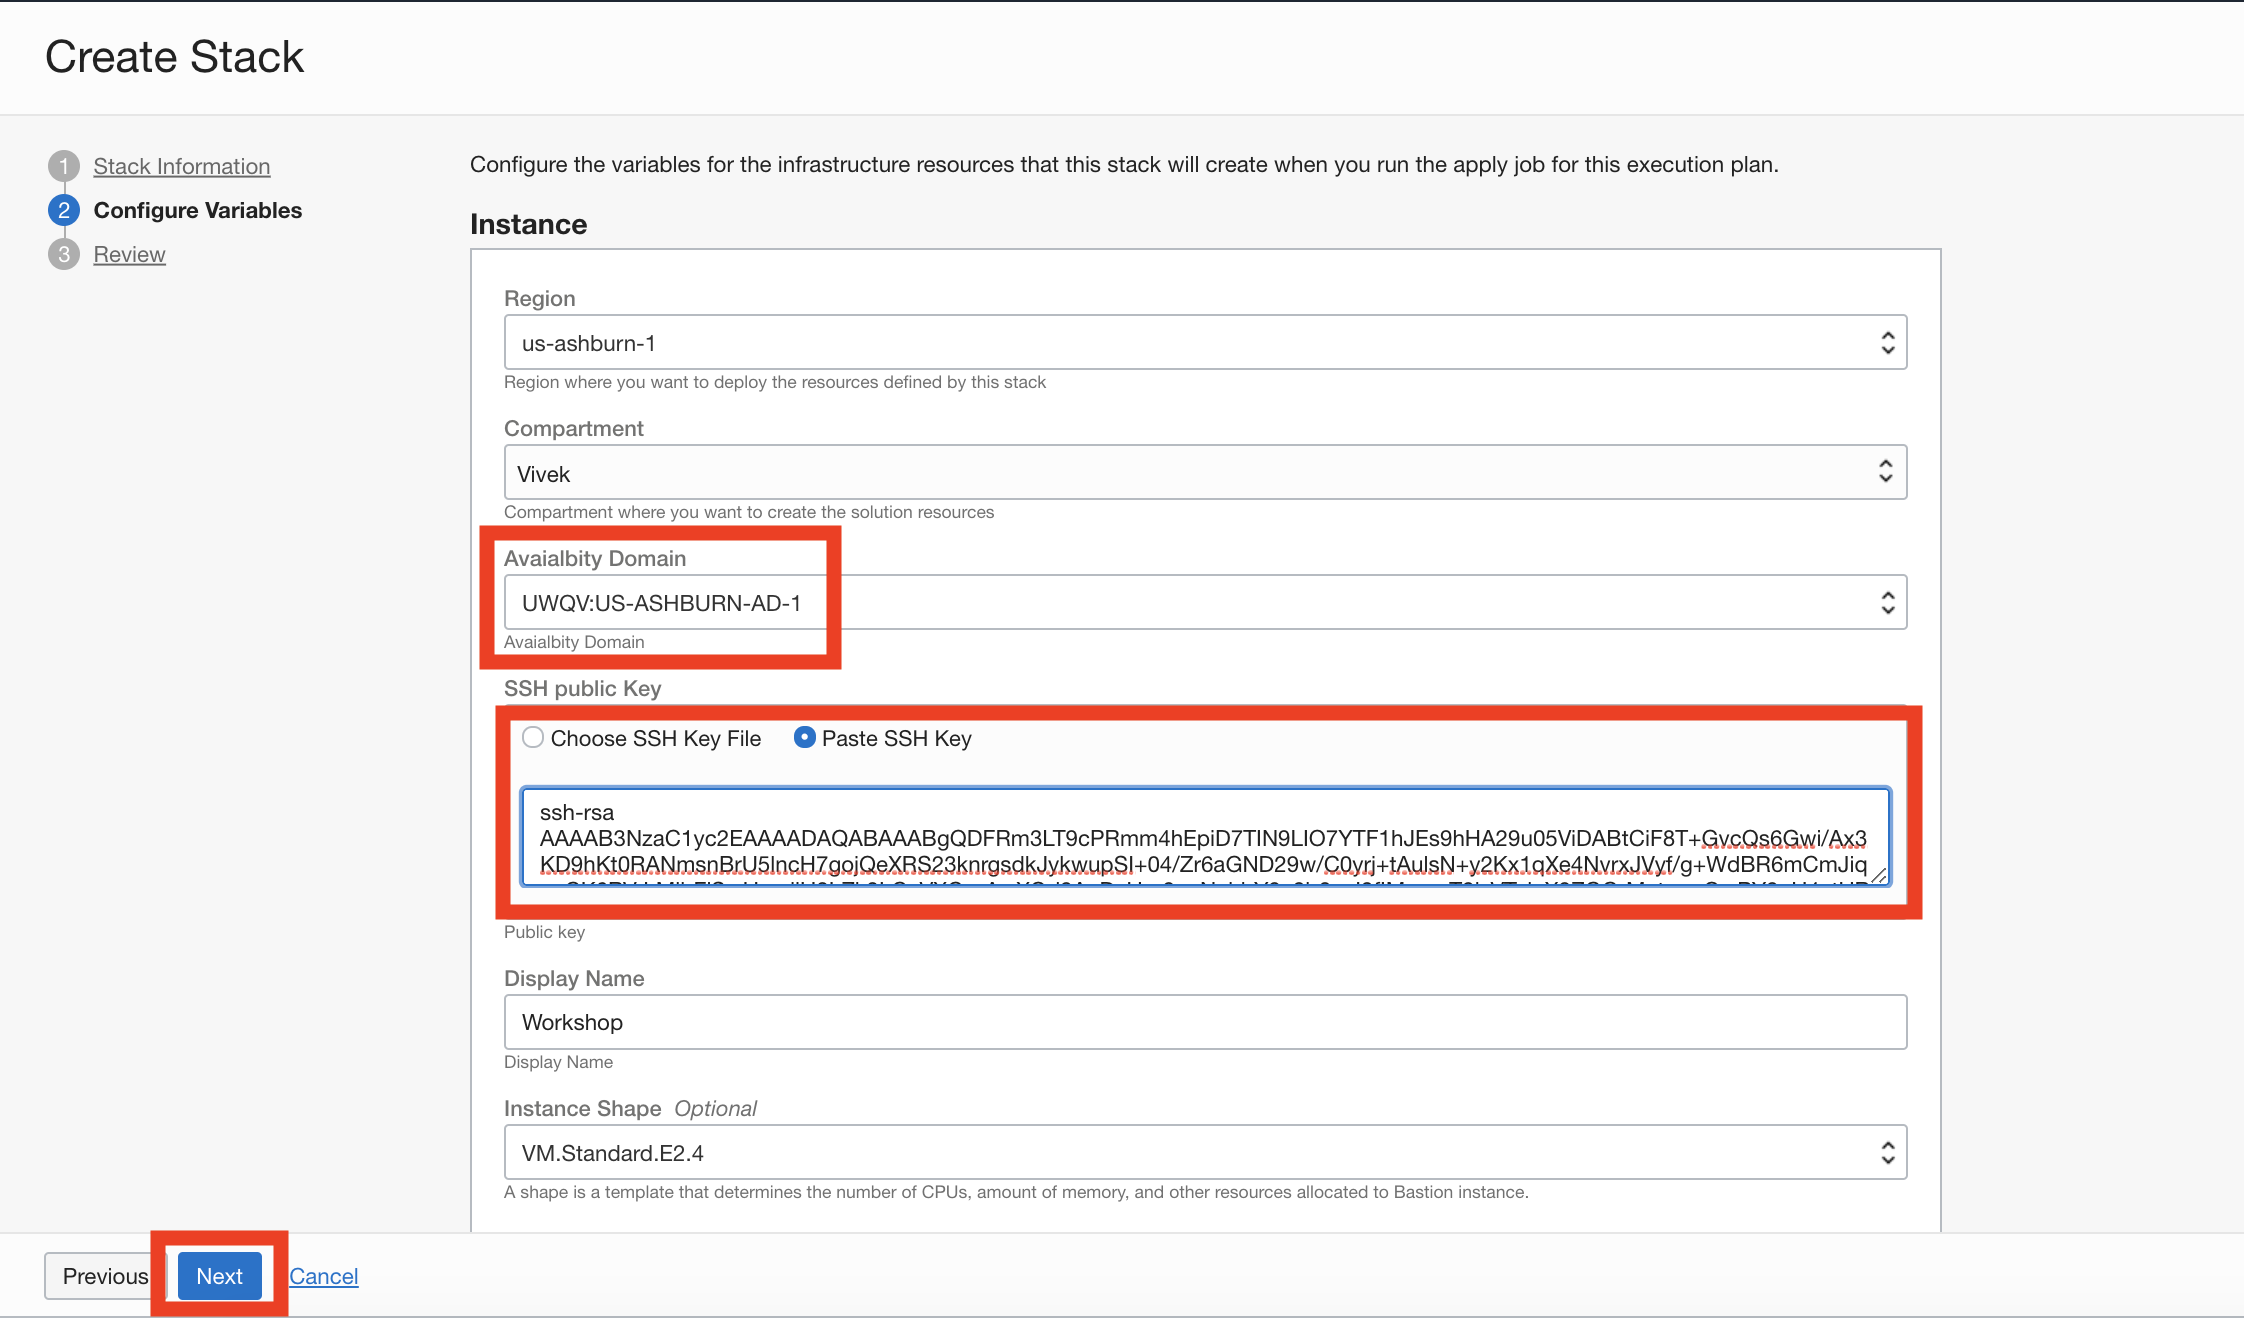 Create Stack
1 Stack Information
2 Configure Variables
3 Review
Configure the variables for the infrastructure resources that this stack will create when you run the apply job for this execution plan.
Instance
Region
us-ashburn-1
Region where you want to deploy the resources defined by this stack
Compartment
Vivek
Compartment where you want to create the solution resources
Avaialbity Domain
UWQV:US-ASHBURN-AD-1
Avaialbity Domain
SSH public Key
Choose SSH Key File Paste SSH Key
ssh-rsa
AAAAB3NzaC1yc2EAAAADAQABAAABgQDFRm3LT9cPRmm4hEpiD7TIN9LIO7YTF1hJEs9hHA29u05ViDABtCiF8T+GvcQs6Gwi/Ax3
KD9hKt0RANmsnBrU5lncH7gojQeXRS23knrgsdkJykwupSI+04/Zr6aGND29w/C0yrj+tAulsN+y2Kx1qXe4NvrxJVyf/g+WdBR6mCmJiq
Public key
Display Name
Workshop
Display Name
Instance Shape Optional
VM.Standard.E2.4
A shape is a template that determines the number of CPUs, amount of memory, and other resources allocated to Bastion instance.
Previous Next Cancel